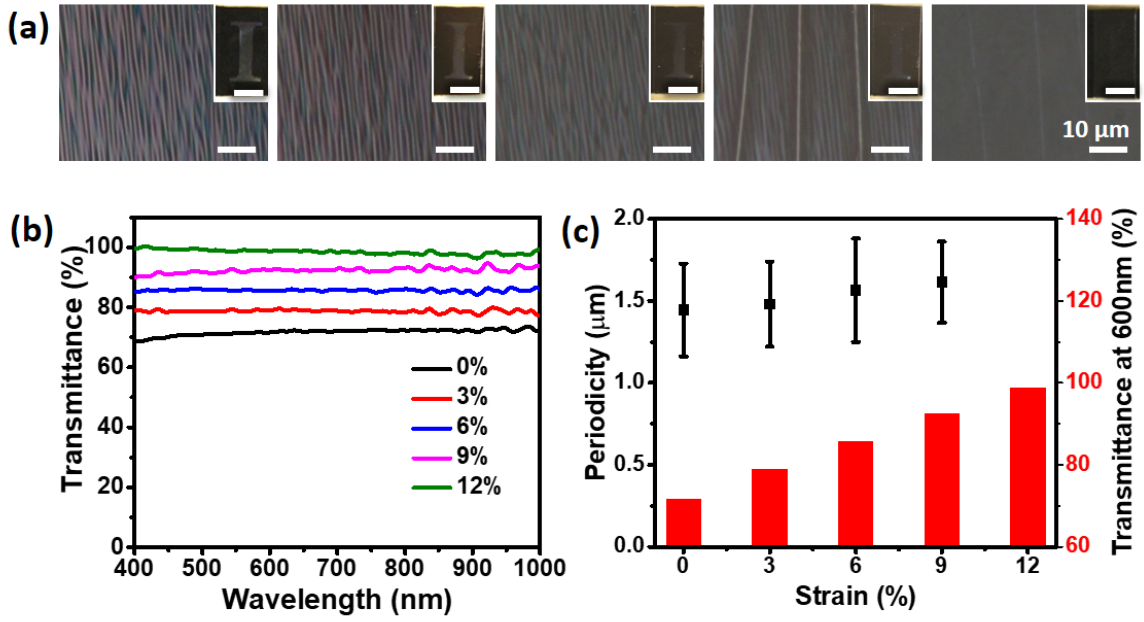 (a)
I I I I
10 μm
(b)
Transmittance (%)
100
80
60
40
20
0
0%
3%
6%
9%
12%
400 500 600 700 800 900 1000
Wavelength (nm)
(c)
Periodicity (μm)
2.0
1.5
1.0
0.5
0.0
0 3 6 9 12
Strain (%)
140
120
100
80
60
Transmittance at 600nm (%)